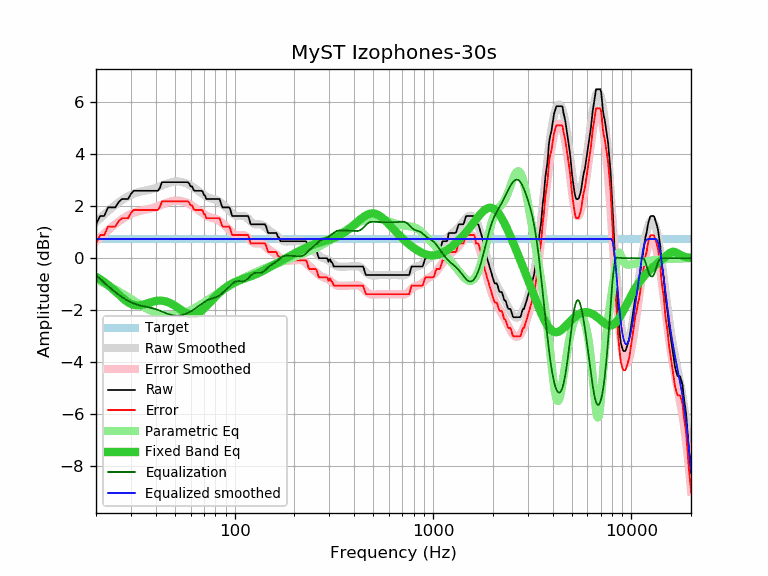 MyST Izophones-30s
Amplitude (dBr)
6
4
2
0
−2
−4
−6
−8
Target
Raw Smoothed
Error Smoothed
Raw
Error
Parametric Eq
Fixed Band Eq
Equalization
Equalized smoothed
100
1000
10000
Frequency (Hz)